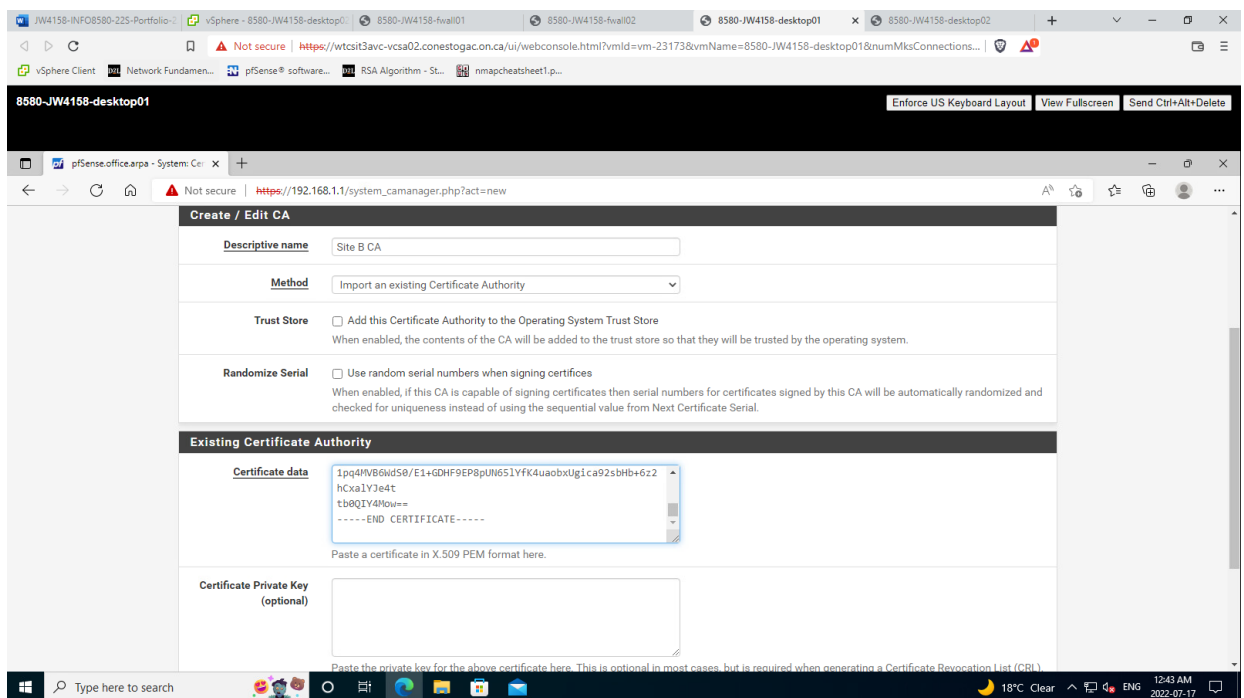 JW4158-INFO8580-22S-Portfolio-2
vSphere - 8580-JW4158-desktop0
8580-JW4158-fwall01
8580-JW4158-fwall02
8580-JW4158-desktop01
8580-JW4158-desktop02
Not secure | https://wtcsit3avc-vcsa02.conestogac.on.ca/ui/webconsole.html?vmId=vm-23173&vmName=8580-JW4158-desktop01&numMksConnections...
vSphere Client
D2L Network Fundamen...
pfSense® software...
D2L RSA Algorithm - St...
nmapcheatsheet1.p...
8580-JW4158-desktop01
Enforce US Keyboard Layout
View Fullscreen
Send Ctrl+Alt+Delete
pf pfSense.office.arpa - System: Cer
Not secure | https://192.168.1.1/system_camanager.php?act=new
Create / Edit CA
Descriptive name
Site B CA
Method
Import an existing Certificate Authority
Trust Store
Add this Certificate Authority to the Operating System Trust Store
When enabled, the contents of the CA will be added to the trust store so that they will be trusted by the operating system.
Randomize Serial
Use random serial numbers when signing certifices
When enabled, if this CA is capable of signing certificates then serial numbers for certificates signed by this CA will be automatically randomized and
checked for uniqueness instead of using the sequential value from Next Certificate Serial.
Existing Certificate Authority
Certificate data
1pq4MVB6WdS0/E1+GDHF9EP8pUN65lYfK4uaobxUgica92sbHb+6z2
hCxalYJe4t
tb0QIY4Mow==
-----END CERTIFICATE-----
Paste a certificate in X.509 PEM format here.
Certificate Private Key
(optional)
Paste the private key for the above certificate here. This is optional in most cases, but is required when generating a Certificate Revocation List (CRL).
Type here to search
18°C Clear
ENG
12:43 AM
2022-07-17